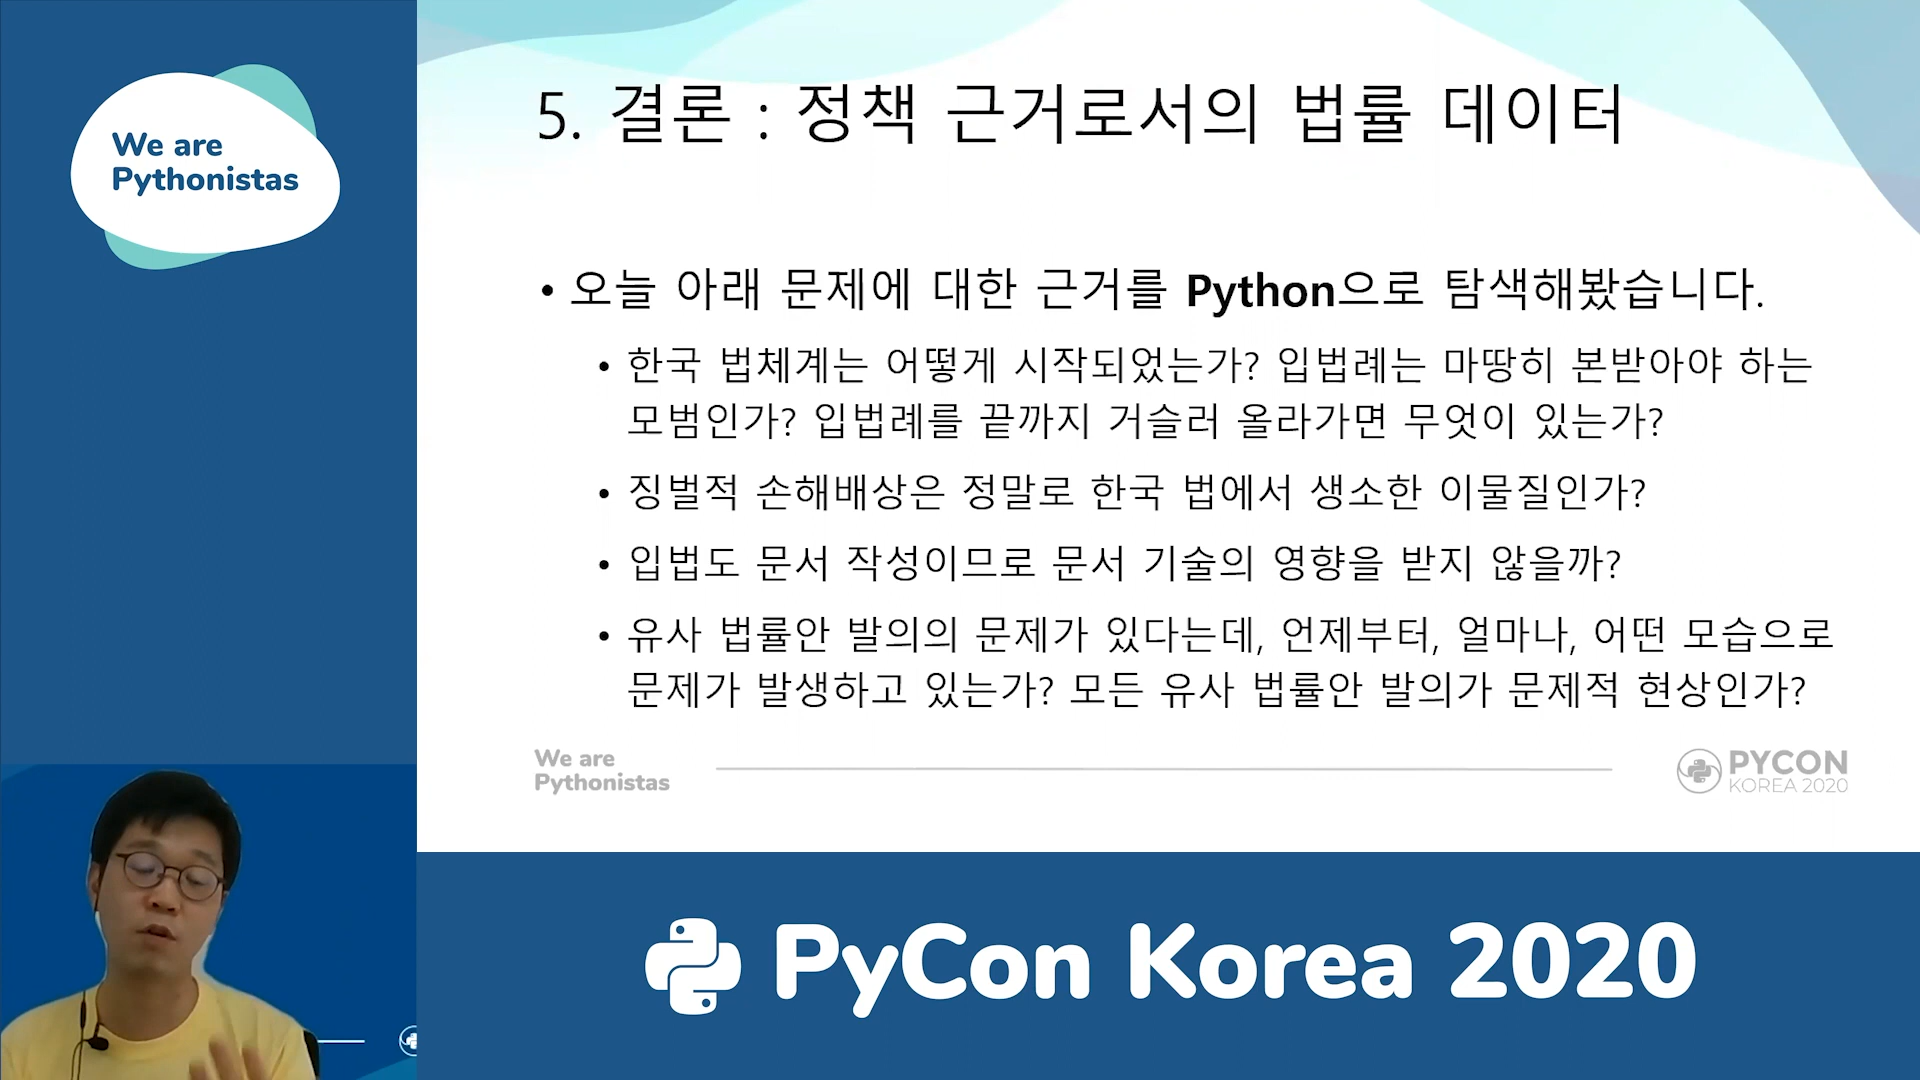 We are
Pythonistas
5. 결론 : 정책 근거로서의 법률 데이터
• 오늘 아래 문제에 대한 근거를 Python으로 탐색해봤습니다.
• 한국 법체계는 어떻게 시작되었는가? 입법례는 마땅히 본받아야 하는
모범인가? 입법례를 끝까지 거슬러 올라가면 무엇이 있는가?
• 징벌적 손해배상은 정말로 한국 법에서 생소한 이물질인가?
• 입법도 문서 작성이므로 문서 기술의 영향을 받지 않을까?
• 유사 법률안 발의의 문제가 있다는데, 언제부터, 얼마나, 어떤 모습으로
문제가 발생하고 있는가? 모든 유사 법률안 발의가 문제적 현상인가?
We are
Pythonistas
PYCON
KOREA 2020
PyCon Korea 2020